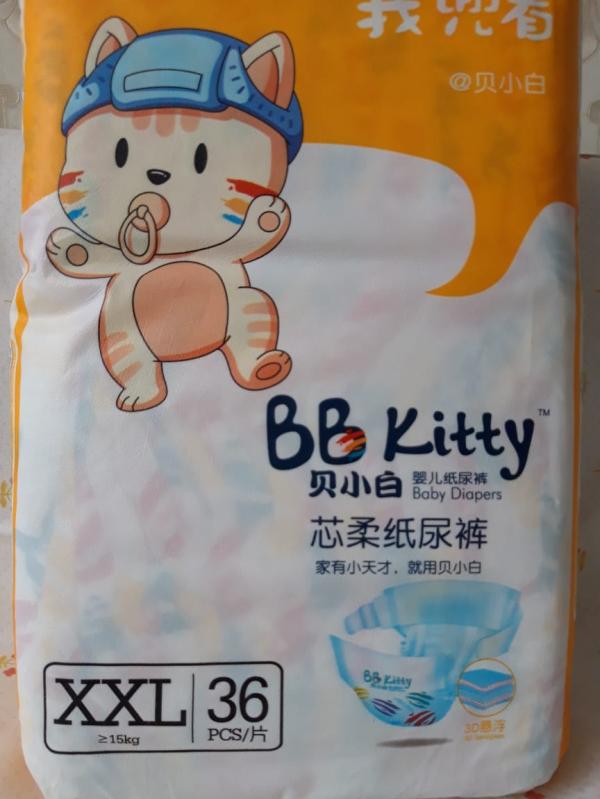 我兜着
@贝小白
BB Kitty™
贝小白 婴儿纸尿裤
Baby Diapers
芯柔纸尿裤
家有小天才，就用贝小白
BB Kitty
XXL
≥15kg
36
PCS/片
3D悬浮